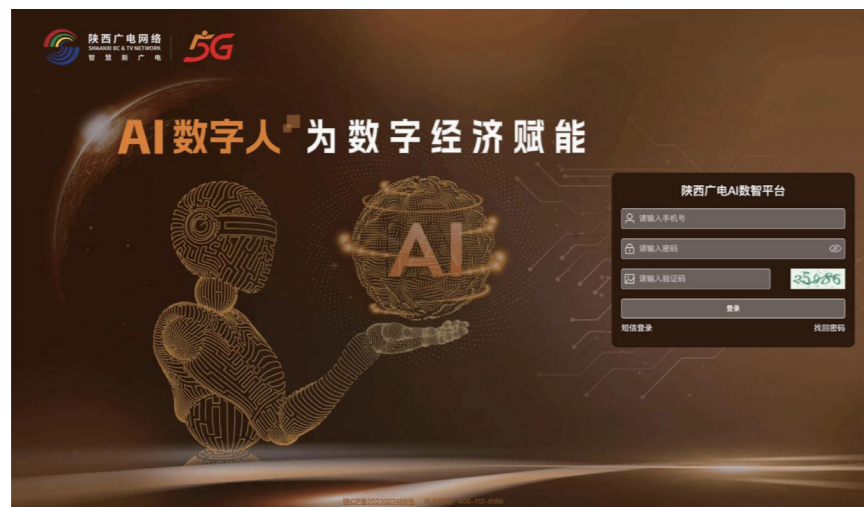 陕西广电网络
SHAANXI BC & TV NETWORK
智慧新广电
5G
AI数字人 为数字经济赋能
AI
陕西广电AI数智平台
请输入手机号
请输入密码
请输入验证码
登录
短信登录
找回密码